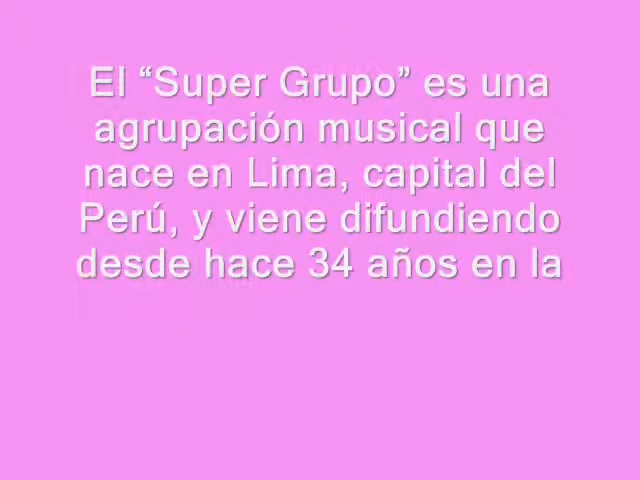 El “Super Grupo” es una
agrupación musical que
nace en Lima, capital del
Perú, y viene difundiendo
desde hace 34 años en la